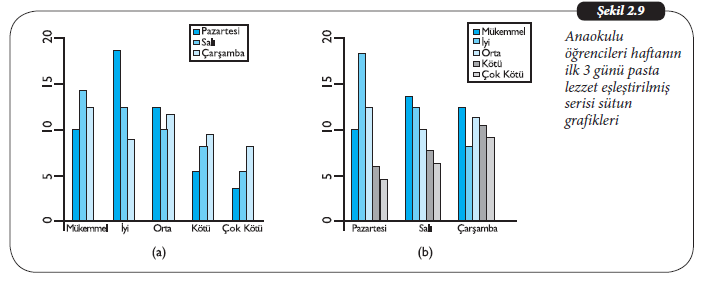 Şekil 2.9
Anaokulu
öğrencileri haftanın
ilk 3 günü pasta
lezzet eşleştirilmiş
serisi sütun
grafikleri
Pazartesi
Salı
Çarşamba
20
15
10
5
0
Mükemmel İyi Orta Kötü Çok Kötü
(a)
Mükemmel
İyi
Orta
Kötü
Çok Kötü
20
15
10
5
0
Pazartesi Salı Çarşamba
(b)